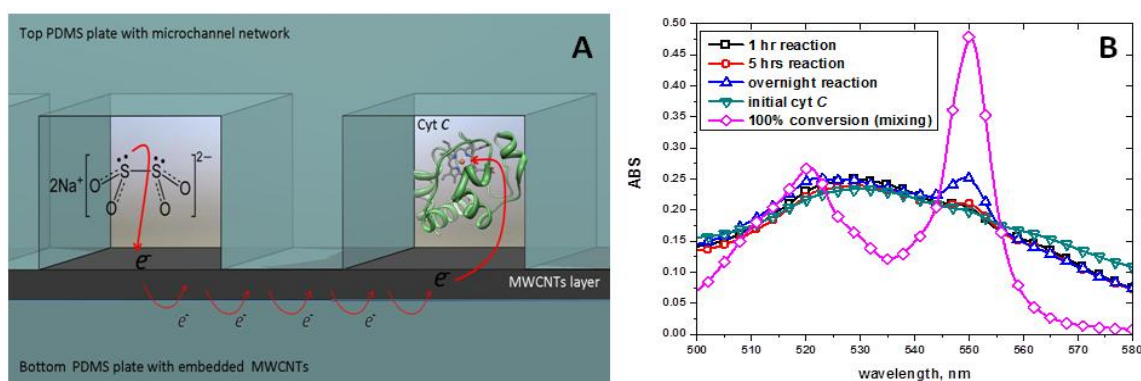 Top PDMS plate with microchannel network
A
Cyt C
2Na⁺[O O S S O O]²⁻
e⁻
e⁻
MWCNTs layer
e⁻ e⁻ e⁻ e⁻
Bottom PDMS plate with embedded MWCNTs
B
1 hr reaction
5 hrs reaction
overnight reaction
initial cyt C
100% conversion (mixing)
ABS
0.50
0.45
0.40
0.35
0.30
0.25
0.20
0.15
0.10
0.05
0.00
500 510 520 530 540 550 560 570 580
wavelength, nm